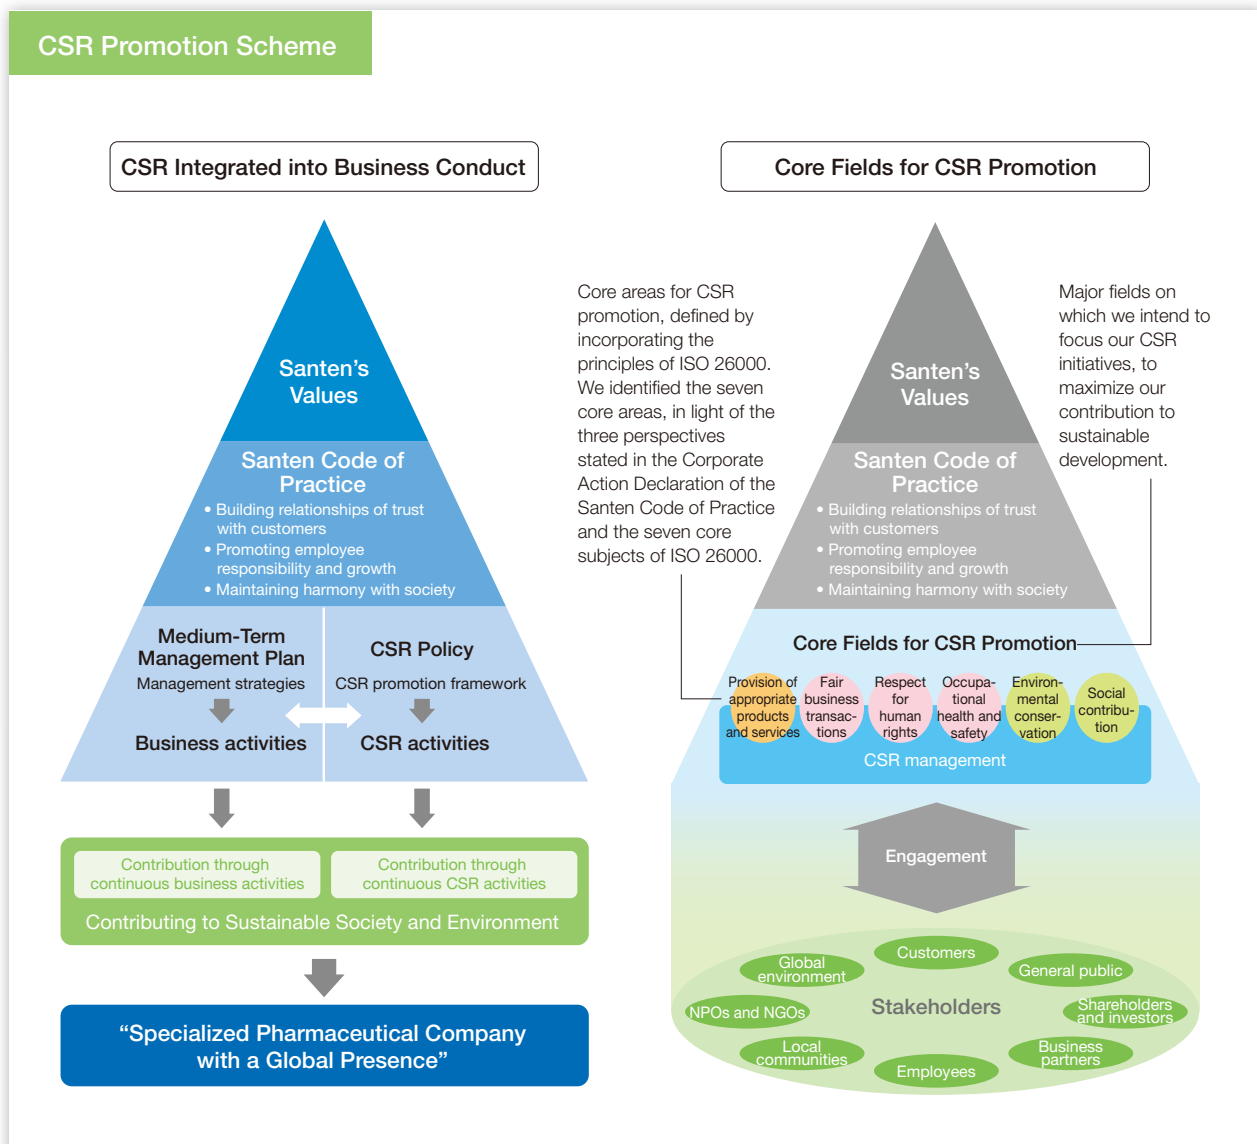 CSR Promotion Scheme
CSR Integrated into Business Conduct
Santen's
Values
Santen Code of
Practice
• Building relationships of trust
with customers
• Promoting employee
responsibility and growth
• Maintaining harmony with society
Medium-Term
Management Plan
Management strategies
Business activities
CSR Policy
CSR promotion framework
CSR activities
Contribution through
continuous business activities
Contribution through
continuous CSR activities
Contributing to Sustainable Society and Environment
“Specialized Pharmaceutical Company
with a Global Presence”
Core Fields for CSR Promotion
Core areas for CSR
promotion, defined by
incorporating the
principles of ISO 26000.
We identified the seven
core areas, in light of the
three perspectives
stated in the Corporate
Action Declaration of the
Santen Code of Practice
and the seven core
subjects of ISO 26000.
Major fields on
which we intend to
focus our CSR
initiatives, to
maximize our
contribution to
sustainable
development.
Santen's
Values
Santen Code of
Practice
• Building relationships of trust
with customers
• Promoting employee
responsibility and growth
• Maintaining harmony with society
Core Fields for CSR Promotion
Provision of
appropriate
products
and services
Fair
business
transac-
tions
Respect
for
human
rights
Occupa-
tional
health and
safety
Environ-
mental
conser-
vation
Social
contribu-
tion
CSR management
Engagement
Stakeholders
Customers
General public
Shareholders
and investors
Business
partners
Employees
Local
communities
NPOs and NGOs
Global
environment